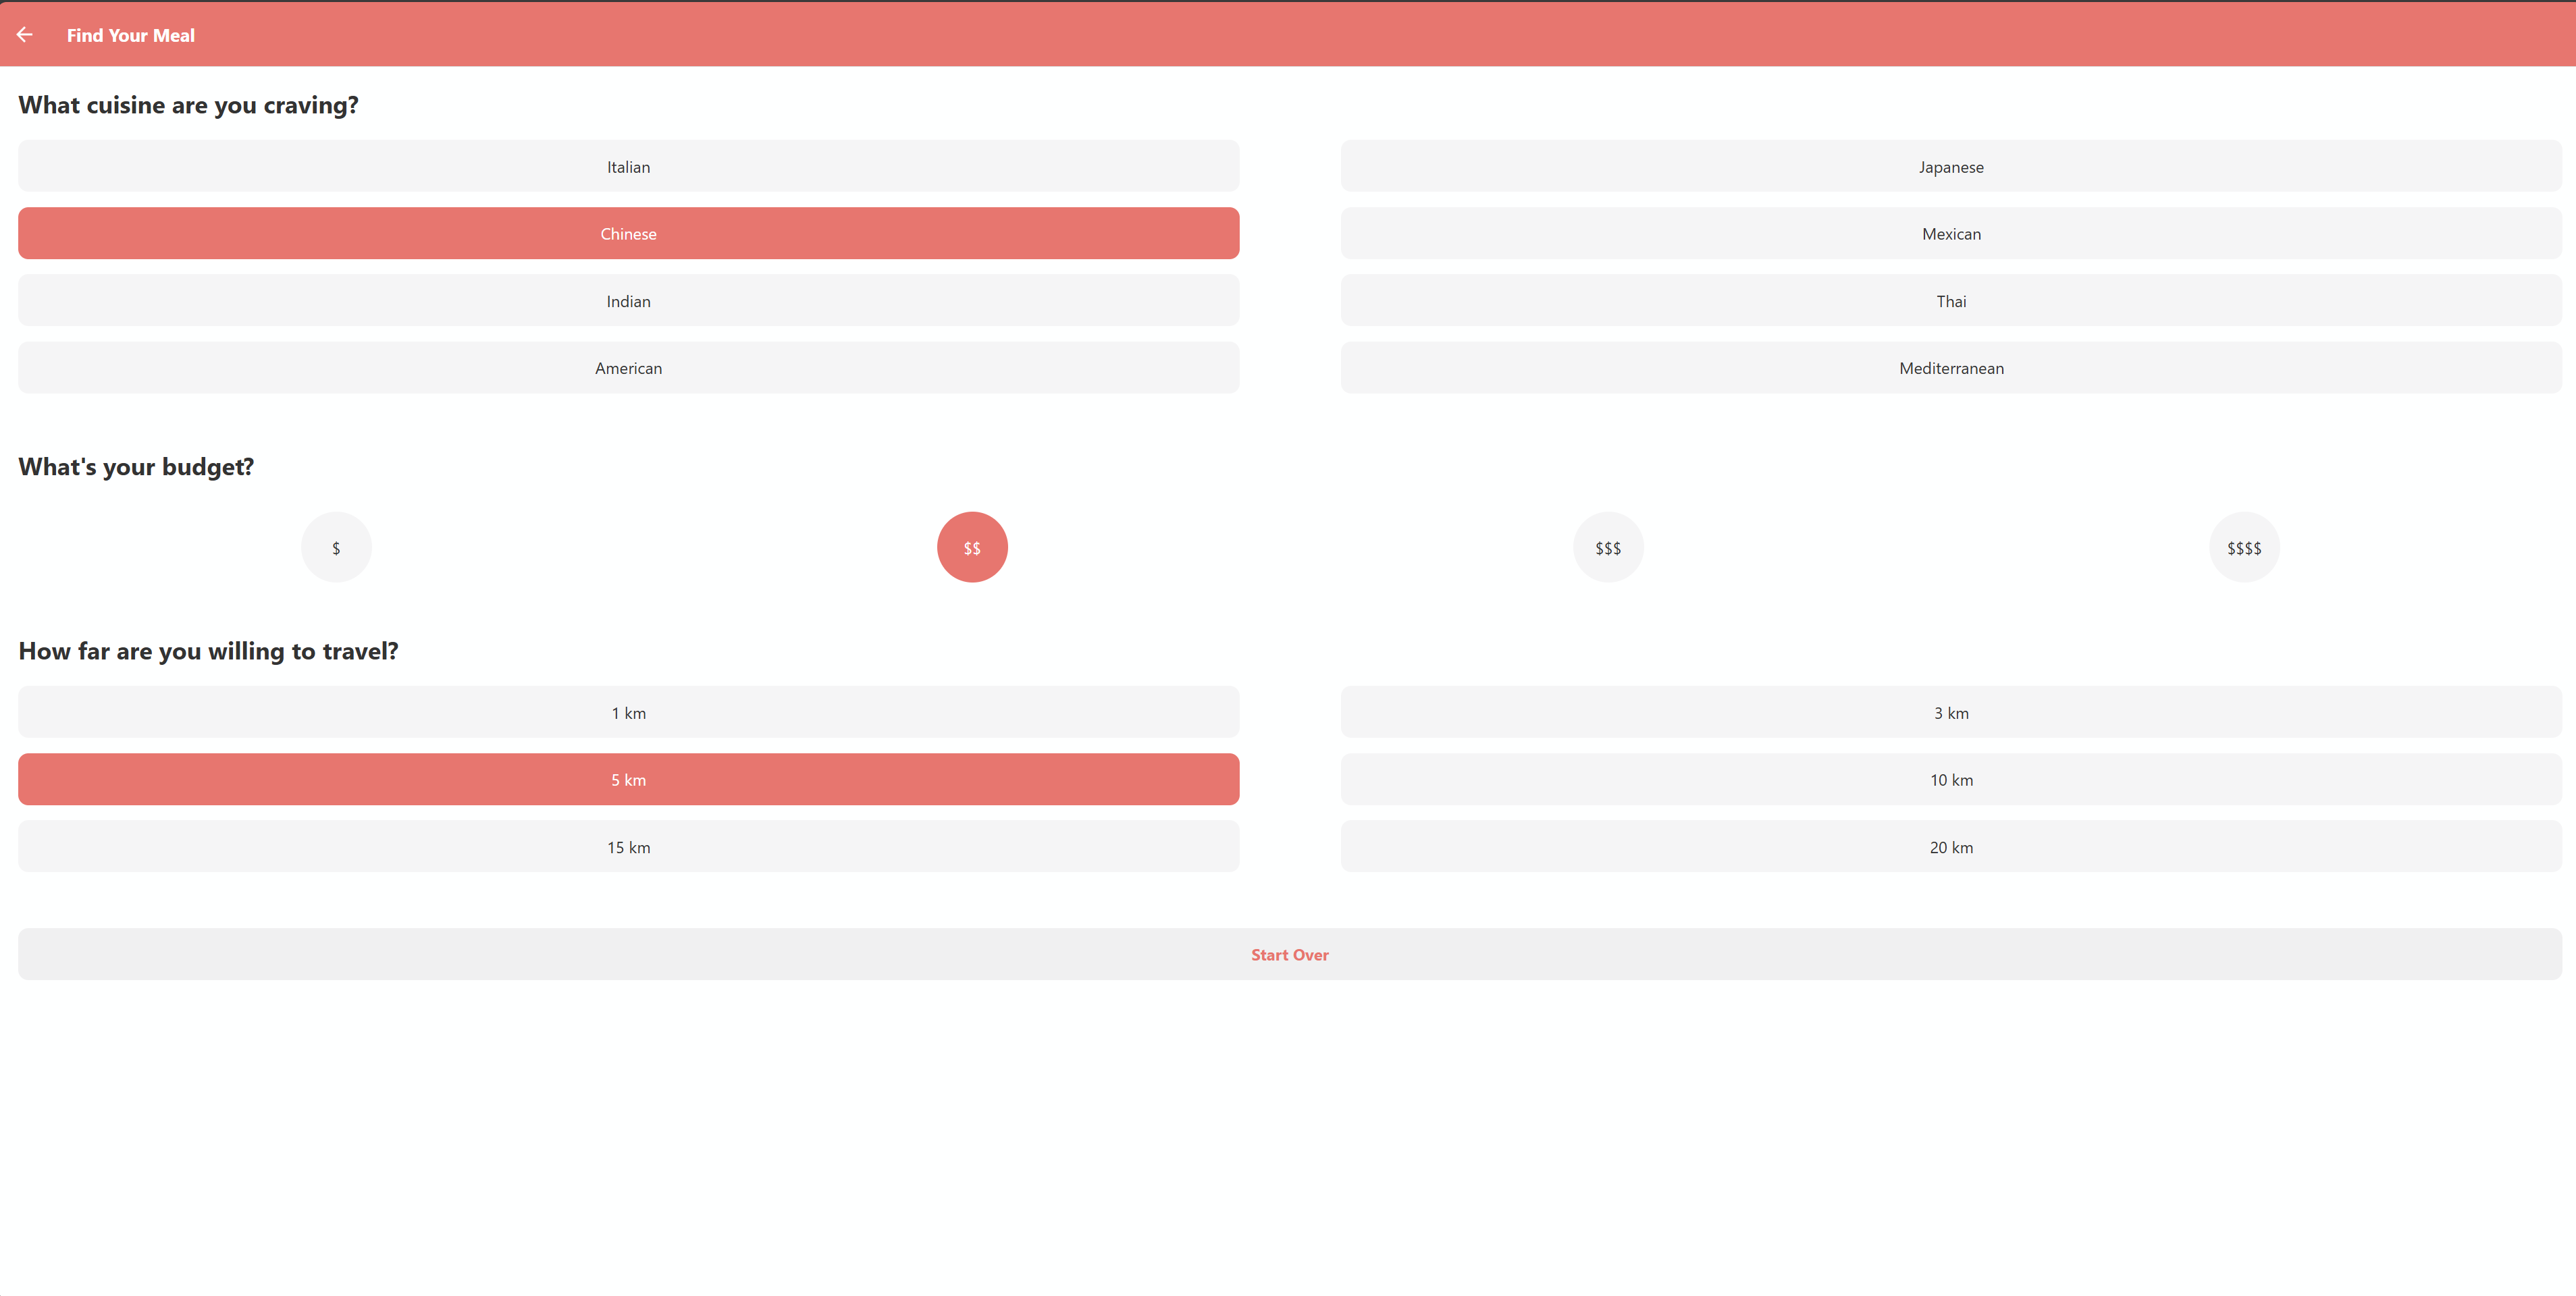 Find Your Meal
What cuisine are you craving?
Italian
Japanese
Chinese
Mexican
Indian
Thai
American
Mediterranean
What's your budget?
$
$$
$$$
$$$$
How far are you willing to travel?
1 km
3 km
5 km
10 km
15 km
20 km
Start Over